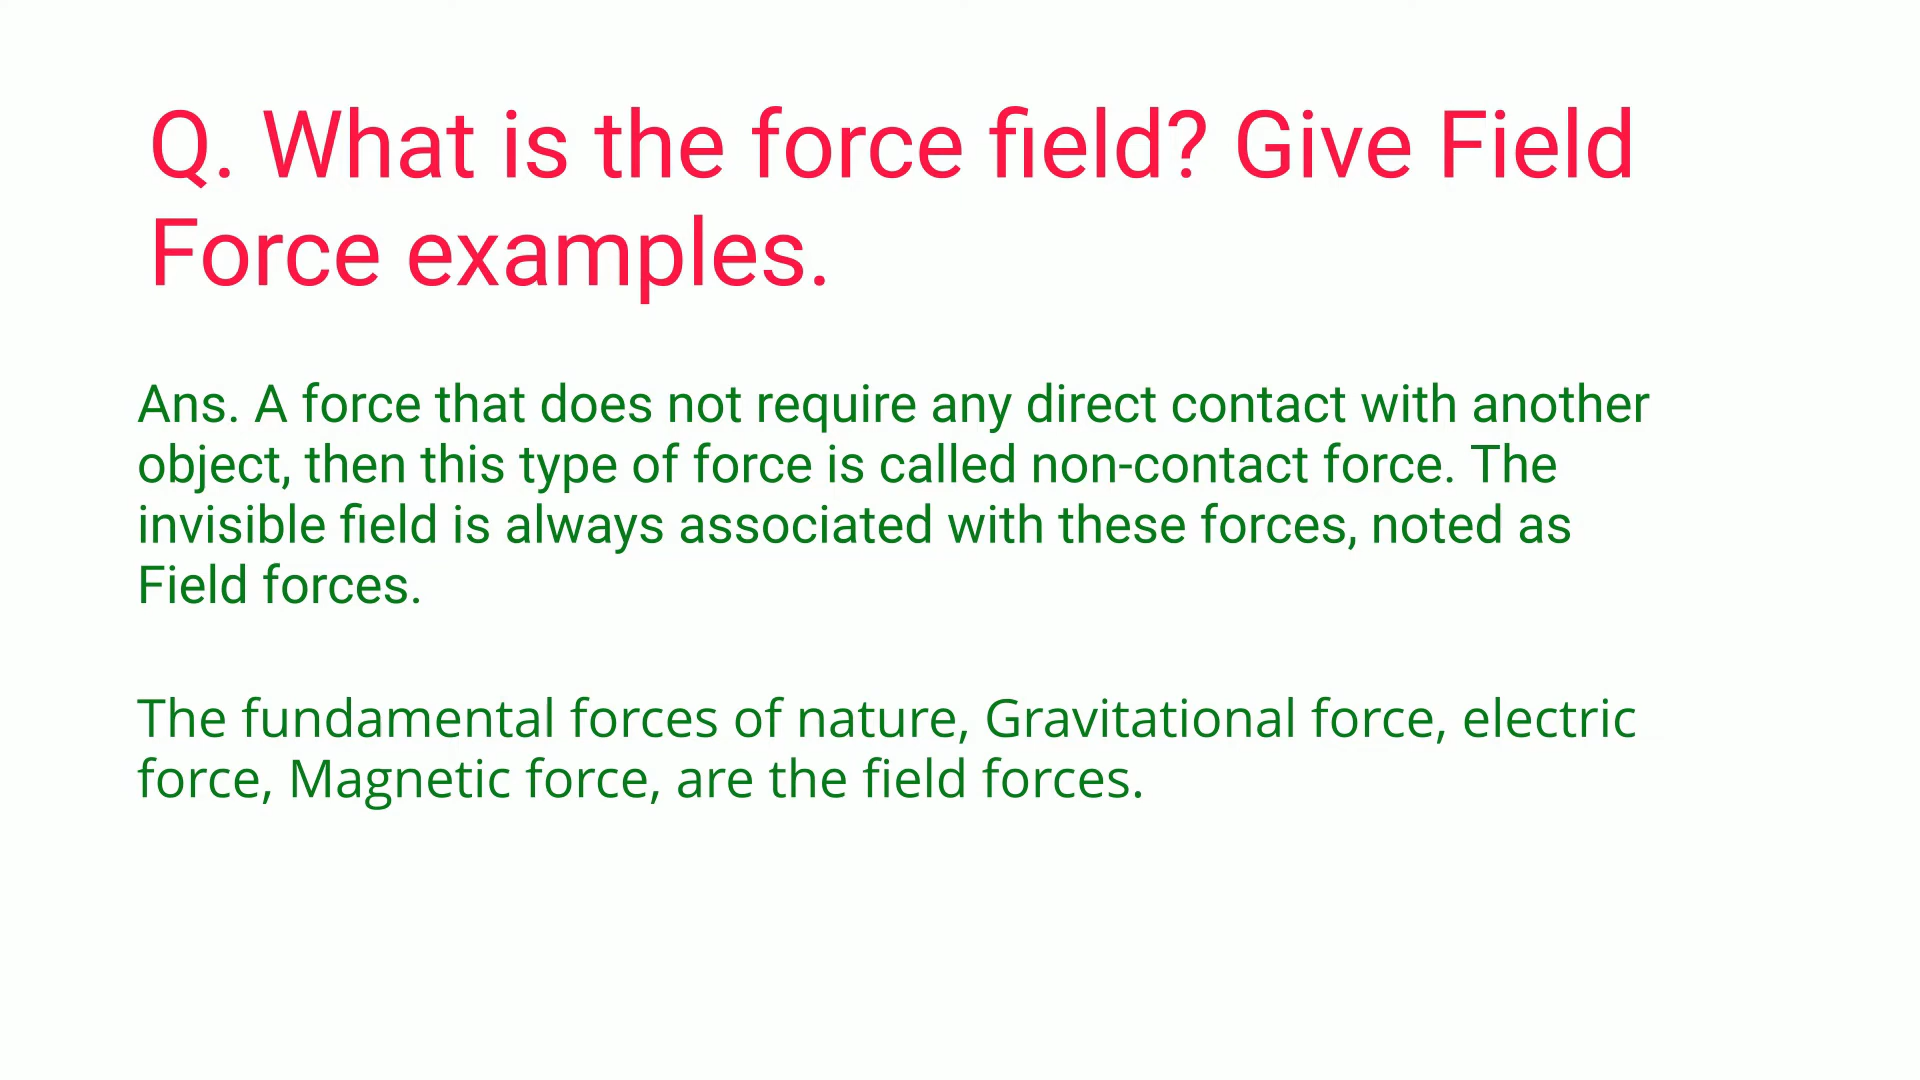 Q. What is the force field? Give Field
Force examples.
Ans. A force that does not require any direct contact with another
object, then this type of force is called non-contact force. The
invisible field is always associated with these forces, noted as
Field forces.
The fundamental forces of nature, Gravitational force, electric
force, Magnetic force, are the field forces.